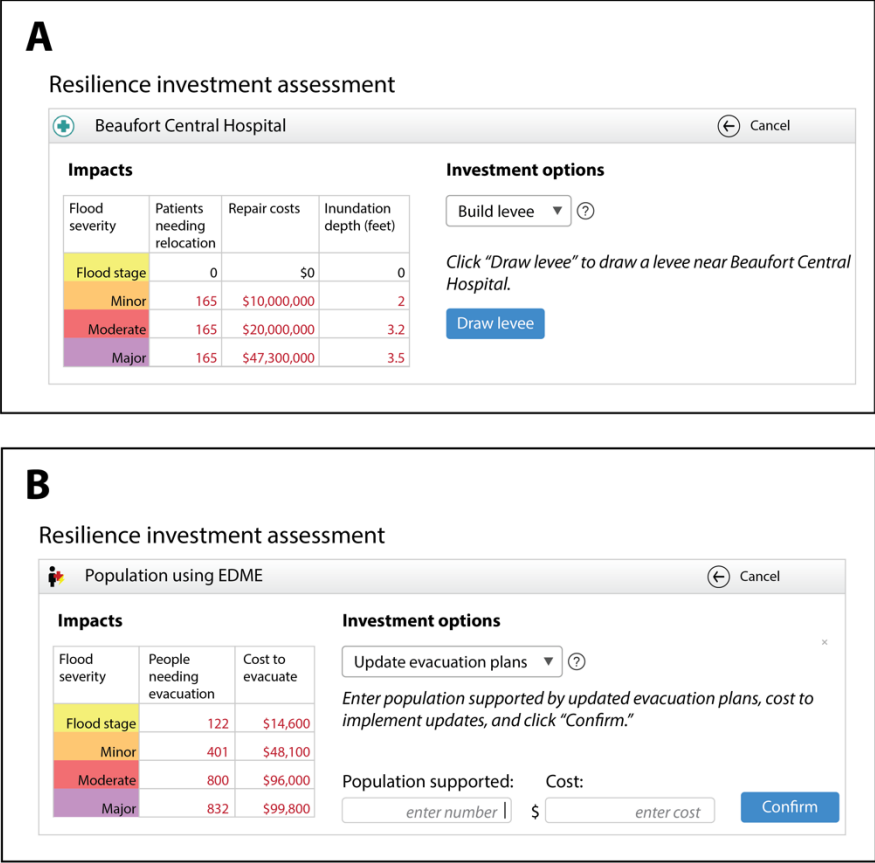 A
Resilience investment assessment
Beaufort Central Hospital
Cancel
Impacts
Flood severity Patients needing relocation Repair costs Inundation depth (feet)
Flood stage 0 $0 0
Minor 165 $10,000,000 2
Moderate 165 $20,000,000 3.2
Major 165 $47,300,000 3.5
Investment options
Build levee ?
Click “Draw levee” to draw a levee near Beaufort Central
Hospital.
Draw levee
B
Resilience investment assessment
Population using EDME
Cancel
Impacts
Flood severity People needing evacuation Cost to evacuate
Flood stage 122 $14,600
Minor 401 $48,100
Moderate 800 $96,000
Major 832 $99,800
Investment options
Update evacuation plans ?
Enter population supported by updated evacuation plans, cost to
implement updates, and click “Confirm.”
Population supported: Cost:
enter number $ enter cost
Confirm